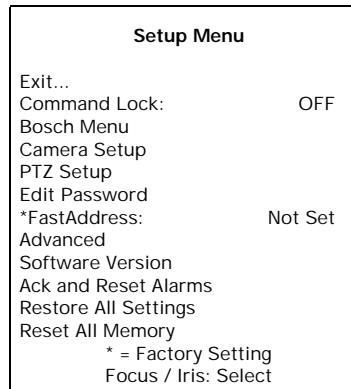 Setup Menu
Exit...
Command Lock: OFF
Bosch Menu
Camera Setup
PTZ Setup
Edit Password
*FastAddress: Not Set
Advanced
Software Version
Ack and Reset Alarms
Restore All Settings
Reset All Memory
* = Factory Setting
Focus / Iris: Select